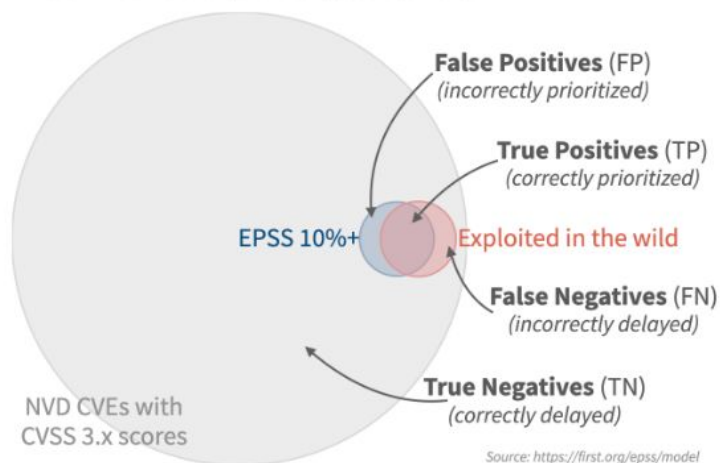 False Positives (FP)
(incorrectly prioritized)
True Positives (TP)
(correctly prioritized)
EPSS 10%+
Exploited in the wild
False Negatives (FN)
(incorrectly delayed)
True Negatives (TN)
(correctly delayed)
NVD CVEs with
CVSS 3.x scores
Source: https://first.org/epss/model